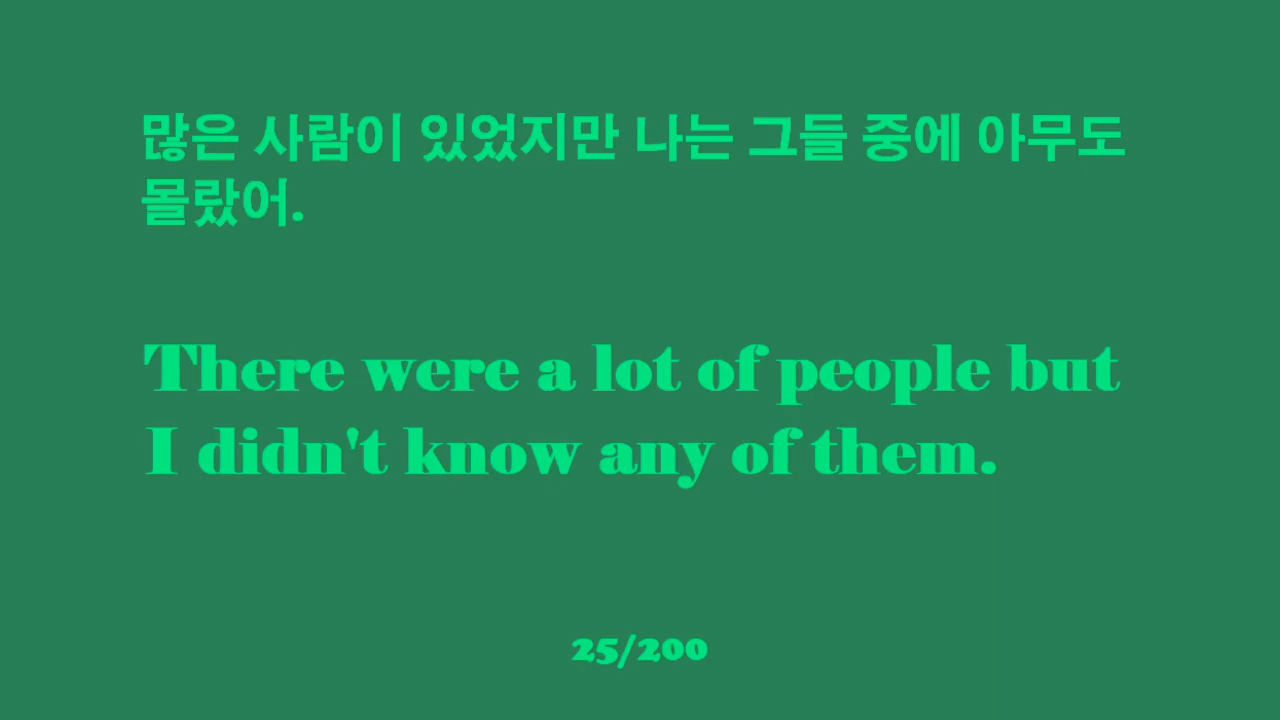 많은 사람이 있었지만 나는 그들 중에 아무도
몰랐어.
There were a lot of people but
I didn't know any of them.
25/200